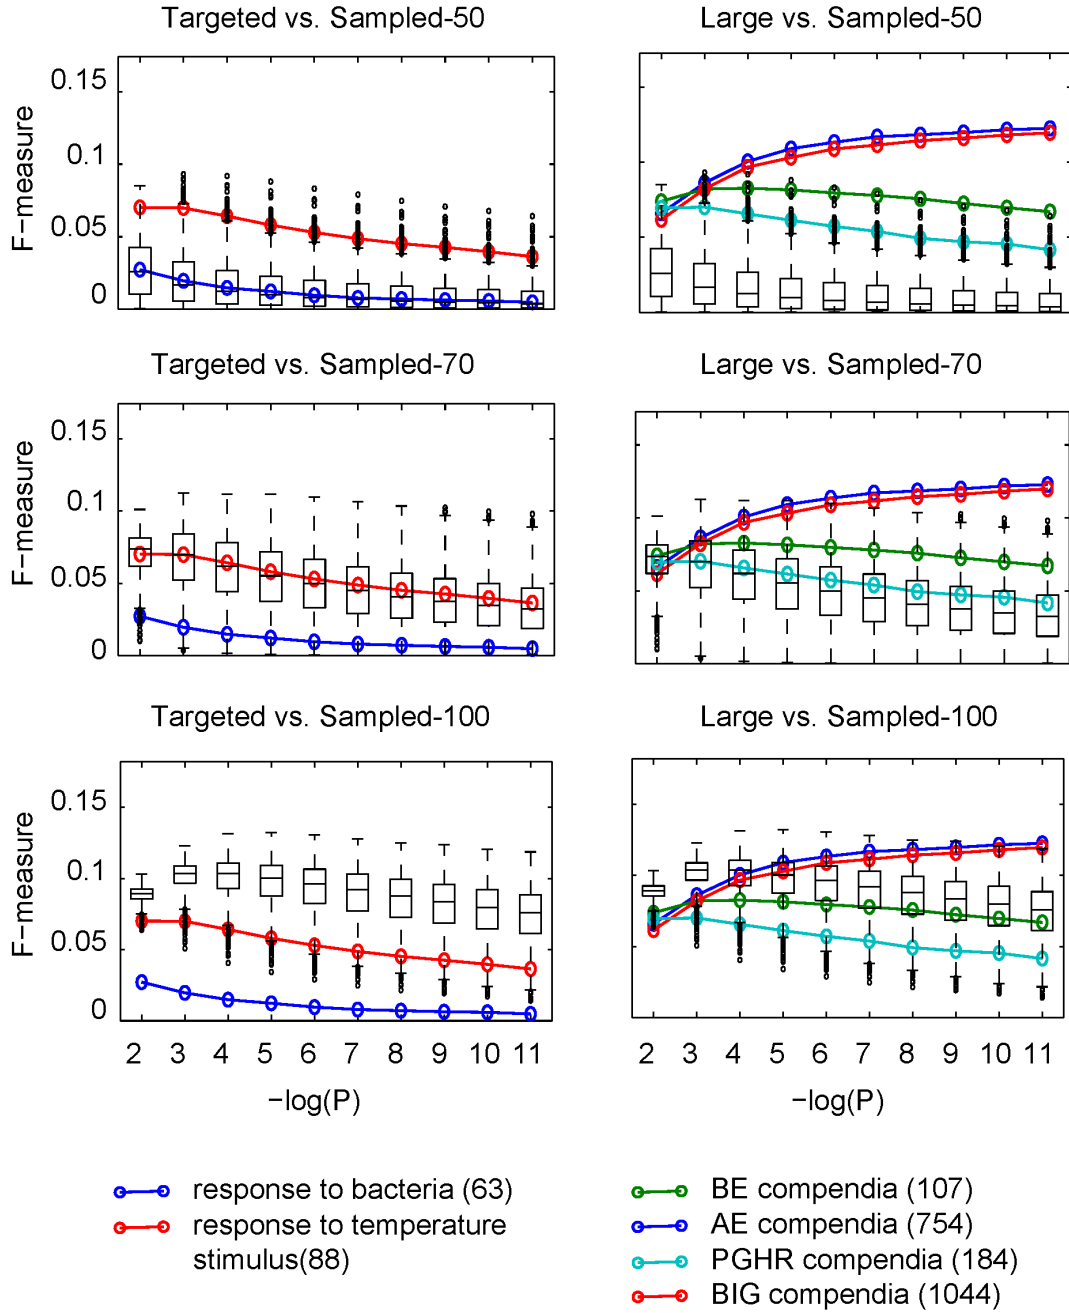 Targeted vs. Sampled-50
Large vs. Sampled-50
F-measure
0.15
0.1
0.05
0
Targeted vs. Sampled-70
Large vs. Sampled-70
F-measure
0.15
0.1
0.05
0
Targeted vs. Sampled-100
Large vs. Sampled-100
F-measure
0.15
0.1
0.05
0
2 3 4 5 6 7 8 9 10 11
2 3 4 5 6 7 8 9 10 11
−log(P)
−log(P)
response to bacteria (63)
response to temperature
stimulus(88)
BE compendia (107)
AE compendia (754)
PGHR compendia (184)
BIG compendia (1044)